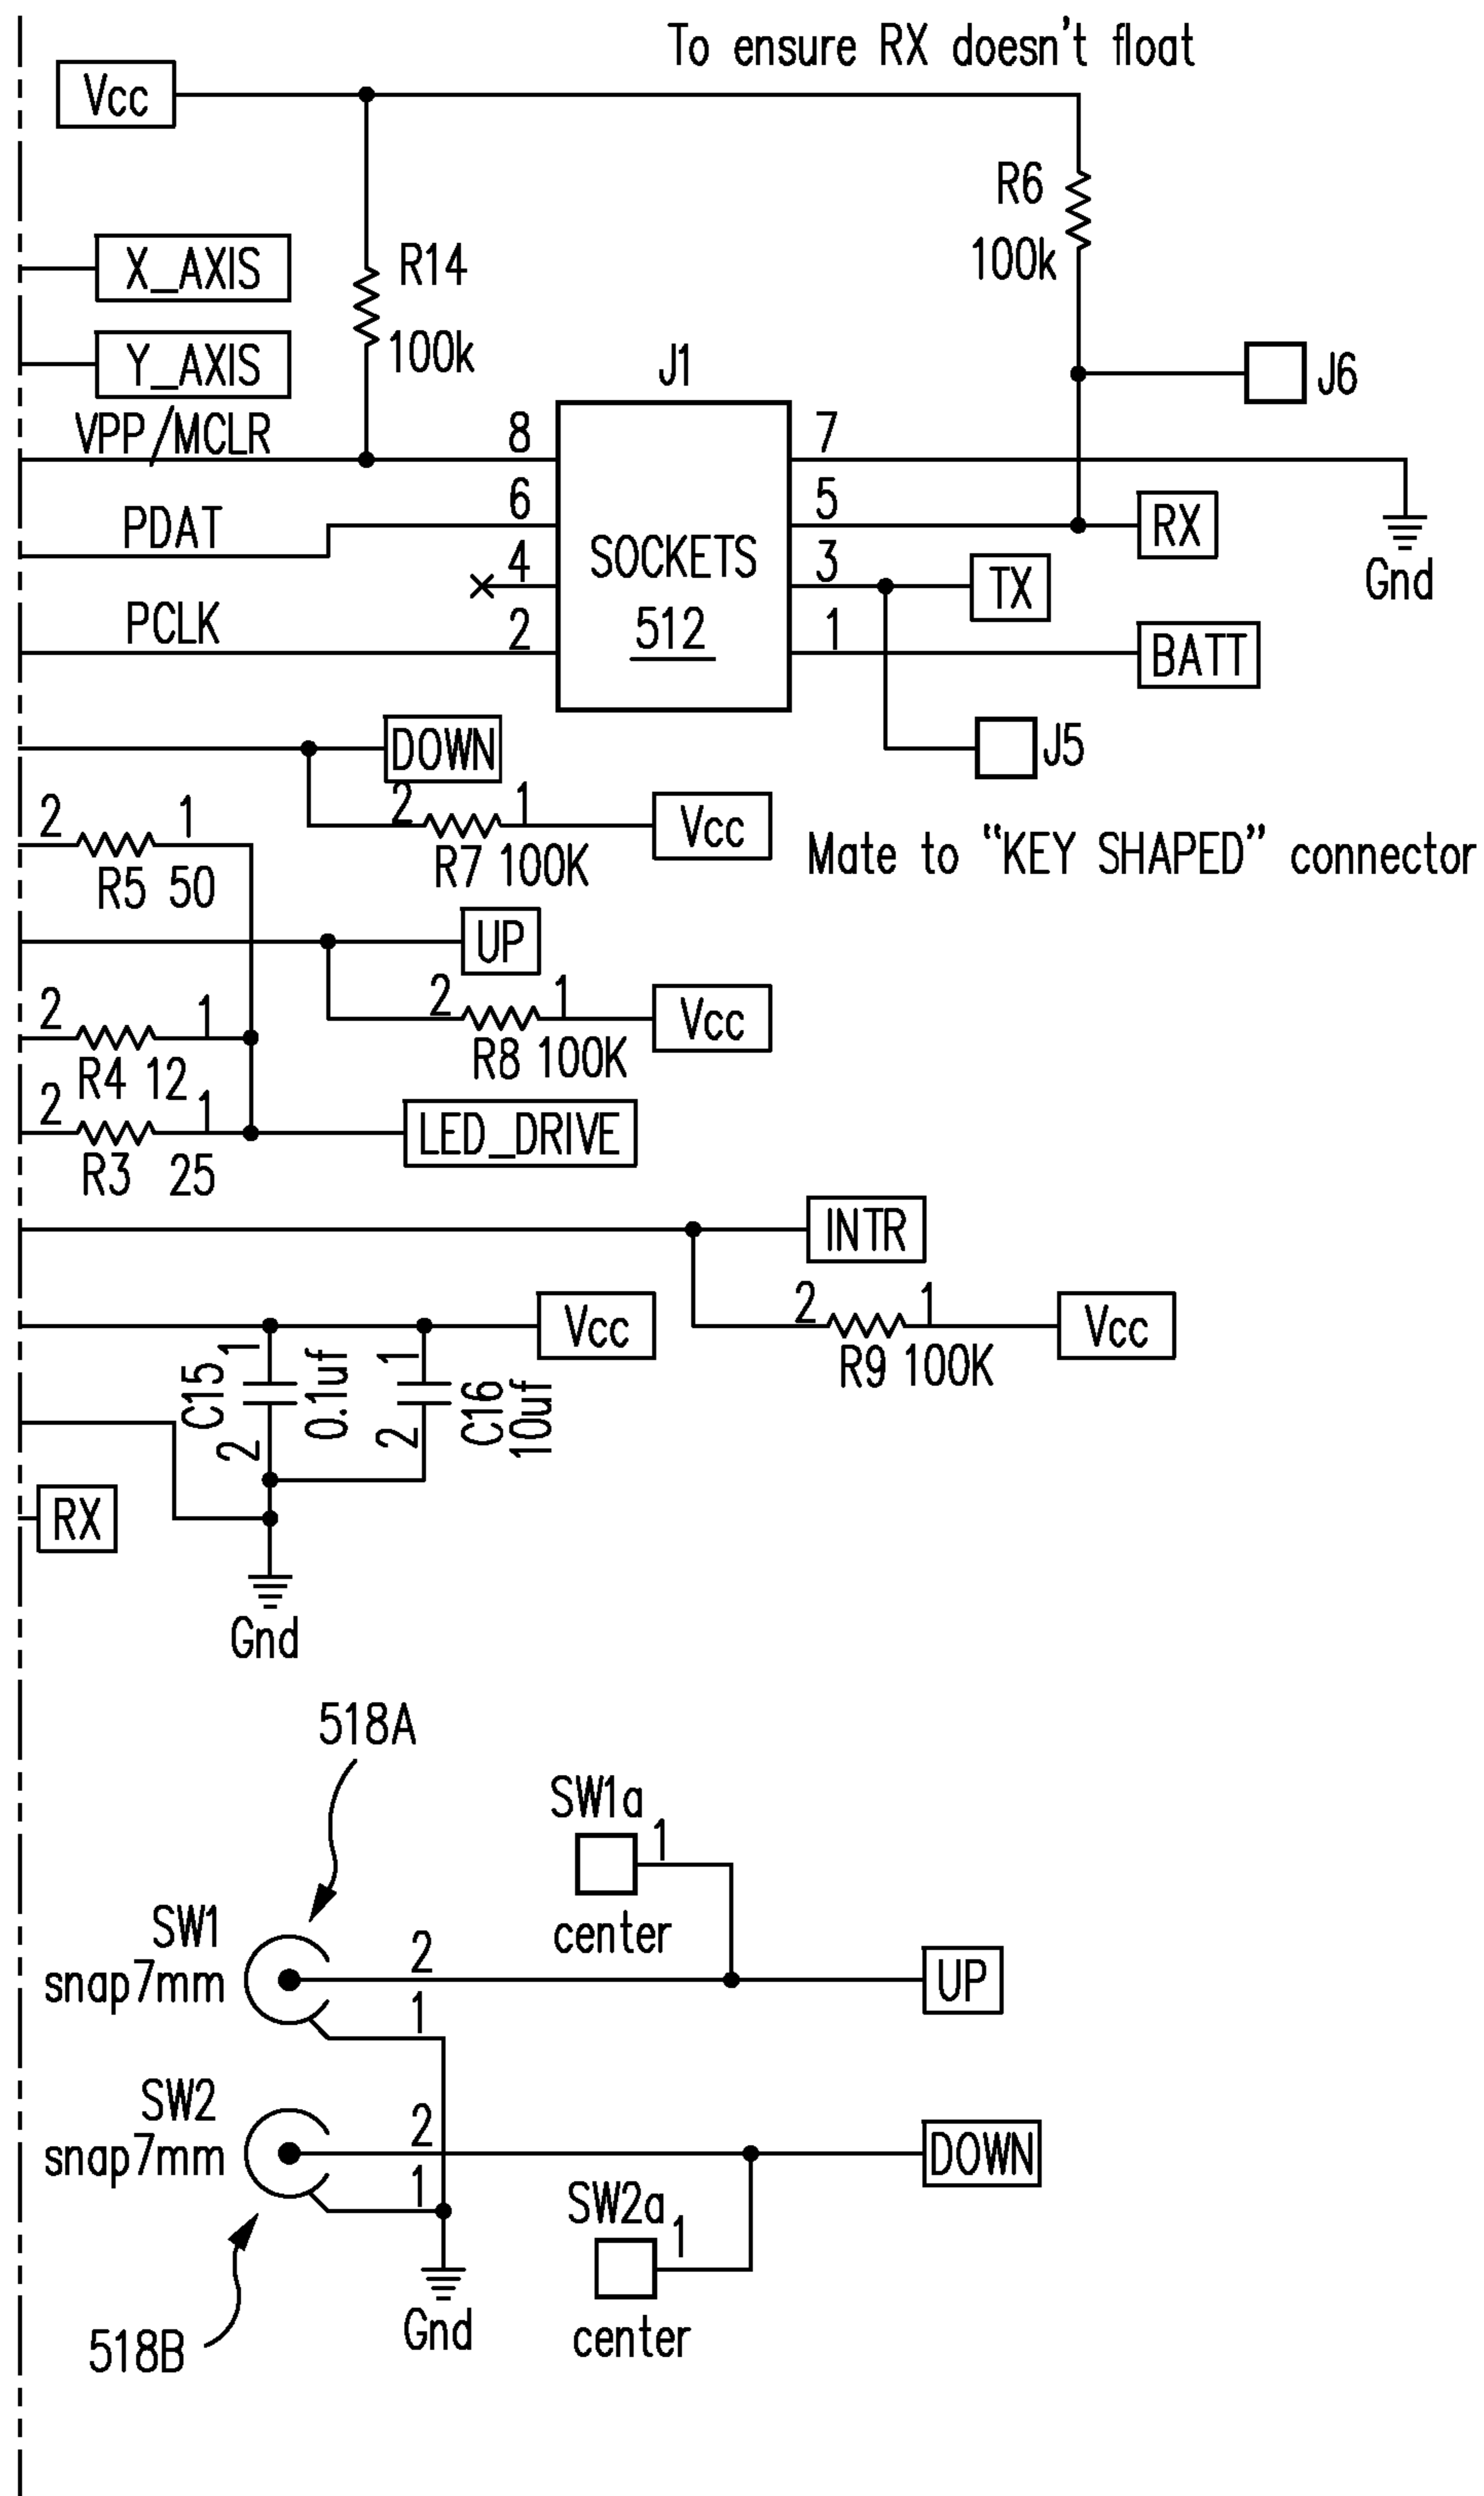 To ensure RX doesn't float
Vcc
R6
100k
X_AXIS
R14
100k
Y_AXIS
J1
J6
VPP/MCLR
8
7
6
5
PDAT
RX
SOCKETS
4
3
TX
Gnd
512
PCLK
2
1
BATT
DOWN
J5
2
1
Vcc
2
1
R7 100K
Mate to “KEY SHAPED” connector
R5 50
UP
2
1
Vcc
2
1
R8 100K
R4 12
2
1
LED_DRIVE
R3 25
INTR
2
1
Vcc
Vcc
R9 100K
C15
1
2
0.1uf
1
2
C16
10uf
RX
Gnd
518A
SW1a
1
center
SW1
snap7mm
2
1
UP
SW2
snap7mm
2
1
DOWN
SW2a
1
center
Gnd
518B